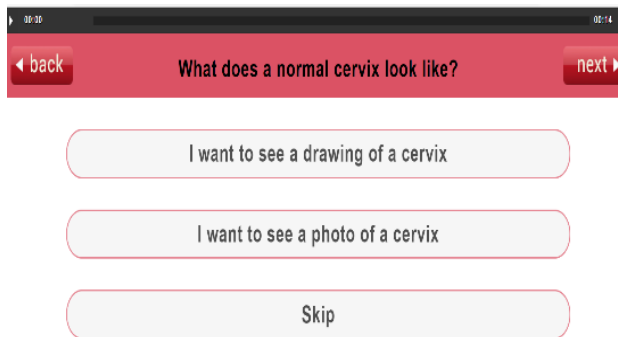 00:00 00:14
back What does a normal cervix look like? next
I want to see a drawing of a cervix
I want to see a photo of a cervix
Skip